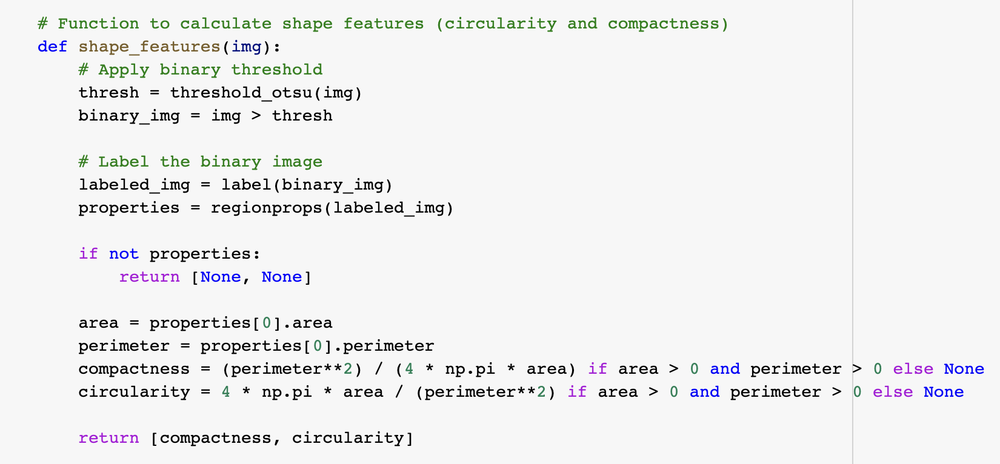 # Function to calculate shape features (circularity and compactness)
def shape_features(img):
    # Apply binary threshold
    thresh = threshold_otsu(img)
    binary_img = img > thresh

    # Label the binary image
    labeled_img = label(binary_img)
    properties = regionprops(labeled_img)

    if not properties:
        return [None, None]

    area = properties[0].area
    perimeter = properties[0].perimeter
    compactness = (perimeter**2) / (4 * np.pi * area) if area > 0 and perimeter > 0 else None
    circularity = 4 * np.pi * area / (perimeter**2) if area > 0 and perimeter > 0 else None

    return [compactness, circularity]